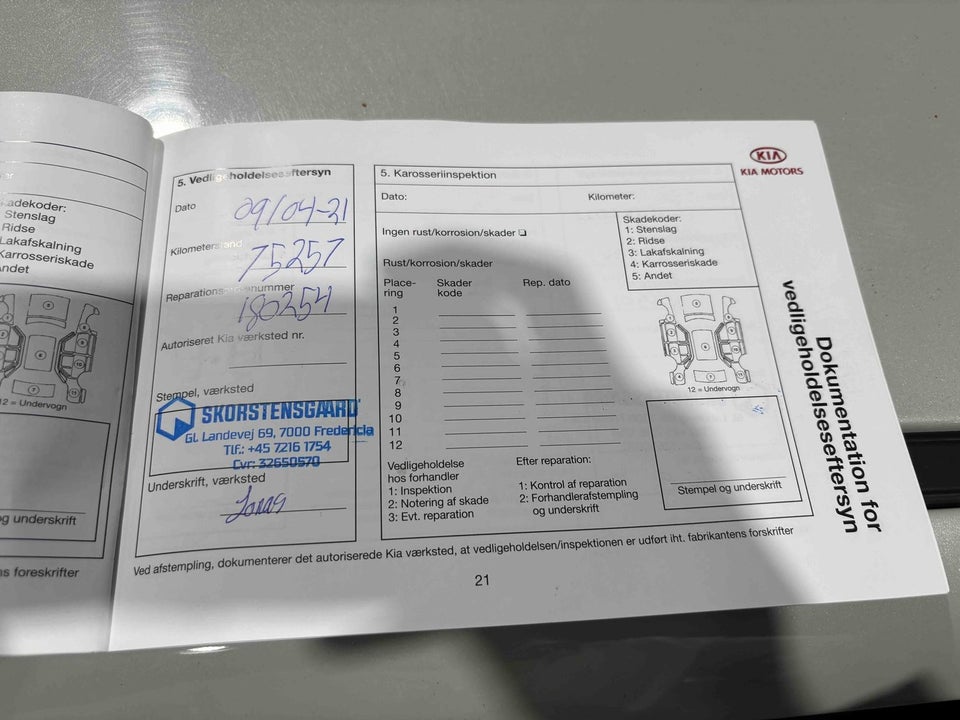 adekoder:
Stenslag
Ridse
Lakafskalning
Karrosseriskade
Andet
12 = Undervogn
og underskrift
ns foreskrifter
5. Vedligeholdelseseftersyn
Dato
09/04-21
Kilometerstand
75257
Reparationsordrenummer
180254
Autoriseret Kia værksted nr.
Stempel, værksted
SKORSTENSGAARD
Gl. Landevej 69, 7000 Fredericia
Tlf.: +45 7216 1754
Cvr: 32650570
Underskrift, værksted
Jonas
5. Karosseriinspektion
Dato:
Kilometer:
Ingen rust/korrosion/skader
Skadekoder:
1: Stenslag
2: Ridse
3: Lakafskalning
4: Karrosseriskade
5: Andet
Rust/korrosion/skader
Place-
ring
Skader
kode
Rep. dato
1
2
3
4
5
6
7
8
9
10
11
12
12 = Undervogn
Vedligeholdelse
hos forhandler
1: Inspektion
2: Notering af skade
3: Evt. reparation
Efter reparation:
1: Kontrol af reparation
2: Forhandlerafstempling
og underskrift
Stempel og underskrift
Ved afstempling, dokumenterer det autoriserede Kia værksted, at vedligeholdelsen/inspektionen er udført iht. fabrikantens forskrifter
21
KIA
KIA MOTORS
Dokumentation for
vedligeholdelseseftersyn